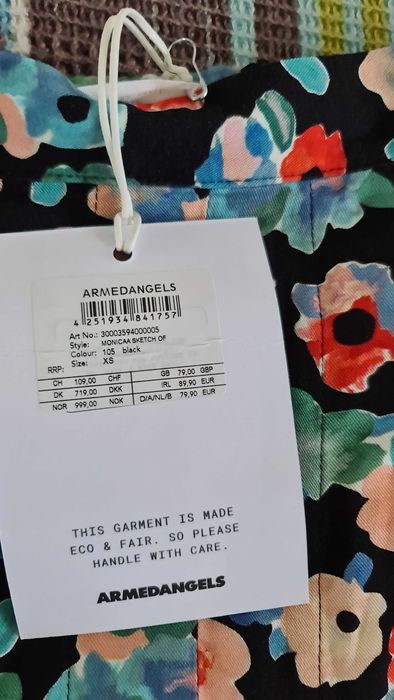 ARMEDANGELS
4 251934 841757
Art No.: 30003594000005
Style: MONICAA SKETCH OF
Colour: 105 black
Size: XS
RRP:
CH 109,00 CHF GB 79,00 GBP
DK 719,00 DKK IRL 89,90 EUR
NOR 999,00 NOK D/A/NL/B 79,90 EUR
THIS GARMENT IS MADE
ECO & FAIR. SO PLEASE
HANDLE WITH CARE.
ARMEDANGELS